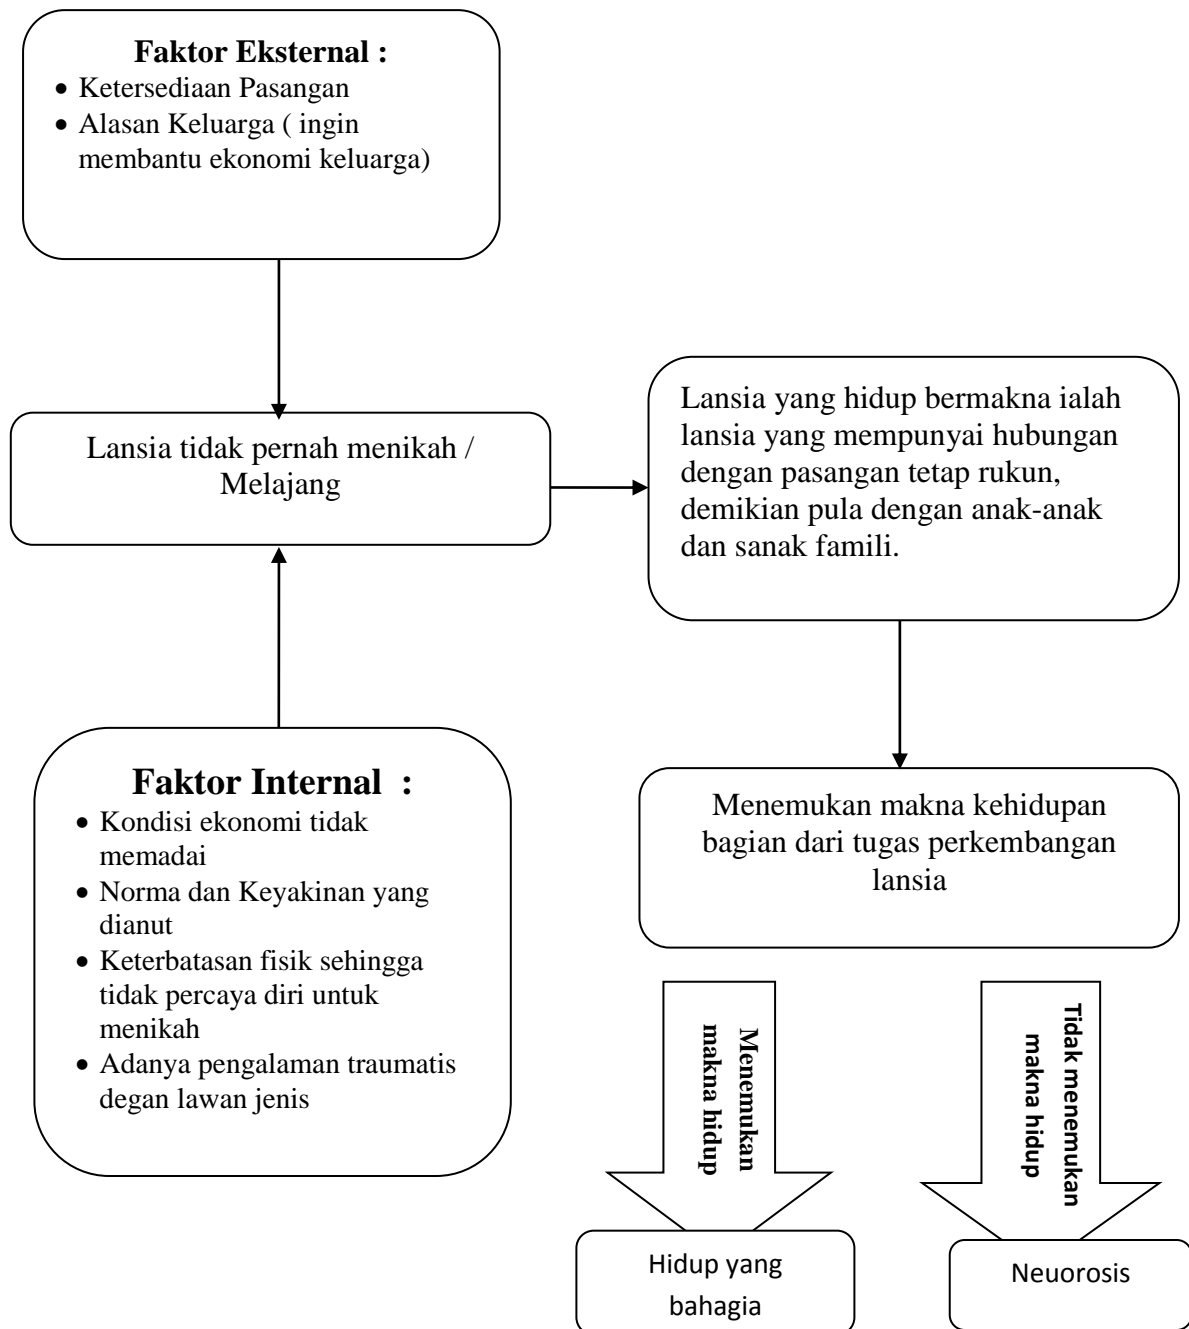 Faktor Eksternal :
• Ketersediaan Pasangan
• Alasan Keluarga ( ingin
membantu ekonomi keluarga)
Lansia tidak pernah menikah /
Melajang
Lansia yang hidup bermakna ialah
lansia yang mempunyai hubungan
dengan pasangan tetap rukun,
demikian pula dengan anak-anak
dan sanak famili.
Faktor Internal :
• Kondisi ekonomi tidak
memadai
• Norma dan Keyakinan yang
dianut
• Keterbatasan fisik sehingga
tidak percaya diri untuk
menikah
• Adanya pengalaman traumatis
degan lawan jenis
Menemukan makna kehidupan
bagian dari tugas perkembangan
lansia
Menemukan
makna hidup
Tidak menemukan
makna hidup
Hidup yang
bahagia
Neuorosis